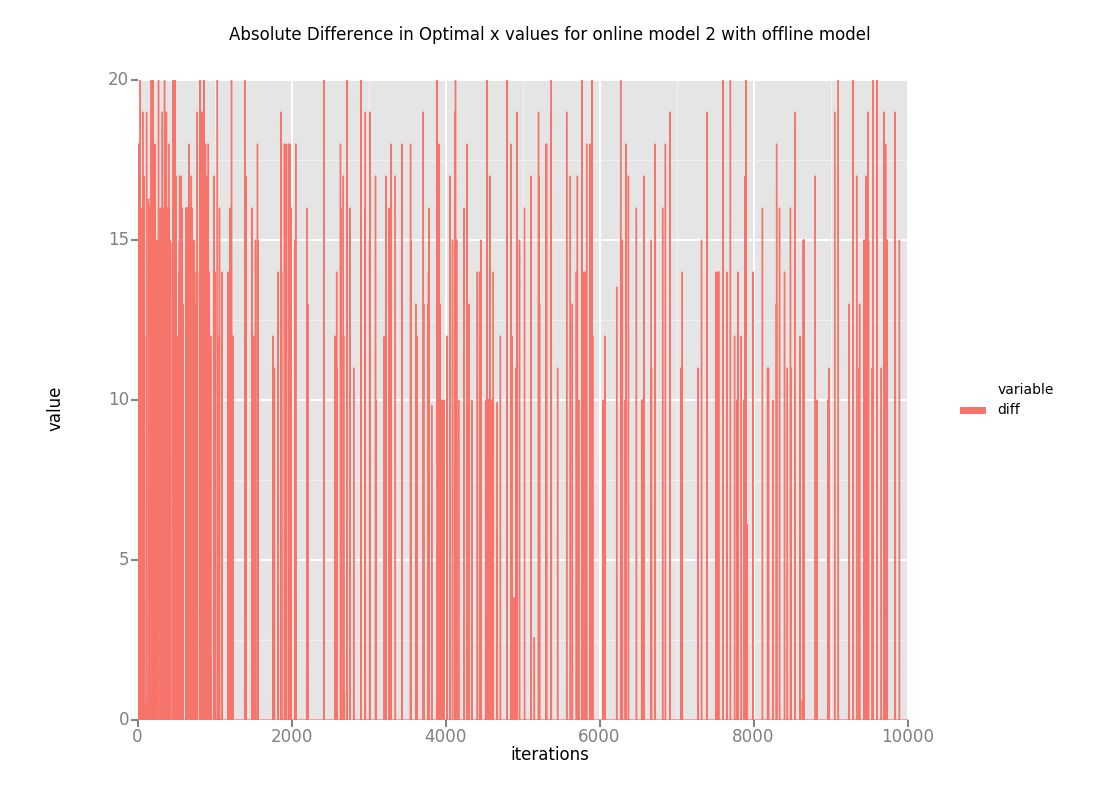 Absolute Difference in Optimal x values for online model 2 with offline model
20
15
10
5
0
value
0 2000 4000 6000 8000 10000
iterations
variable
diff